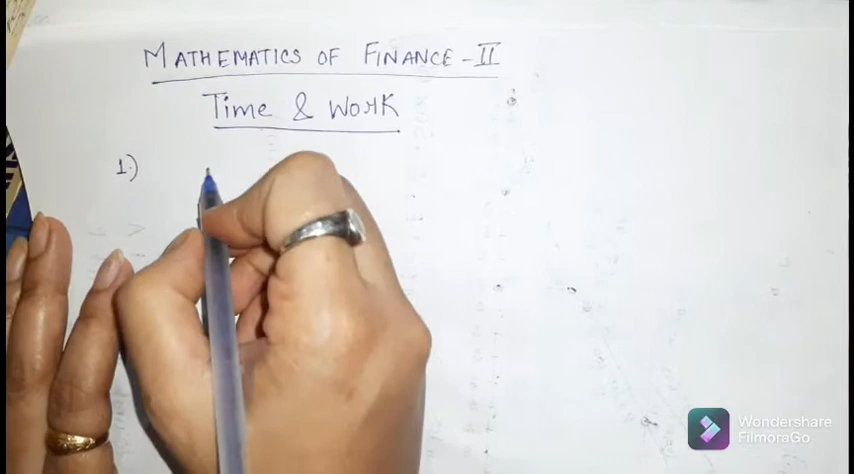 MATHEMATICS OF FINANCE - II
Time & Work
1)
Wondershare
FilmoraGo